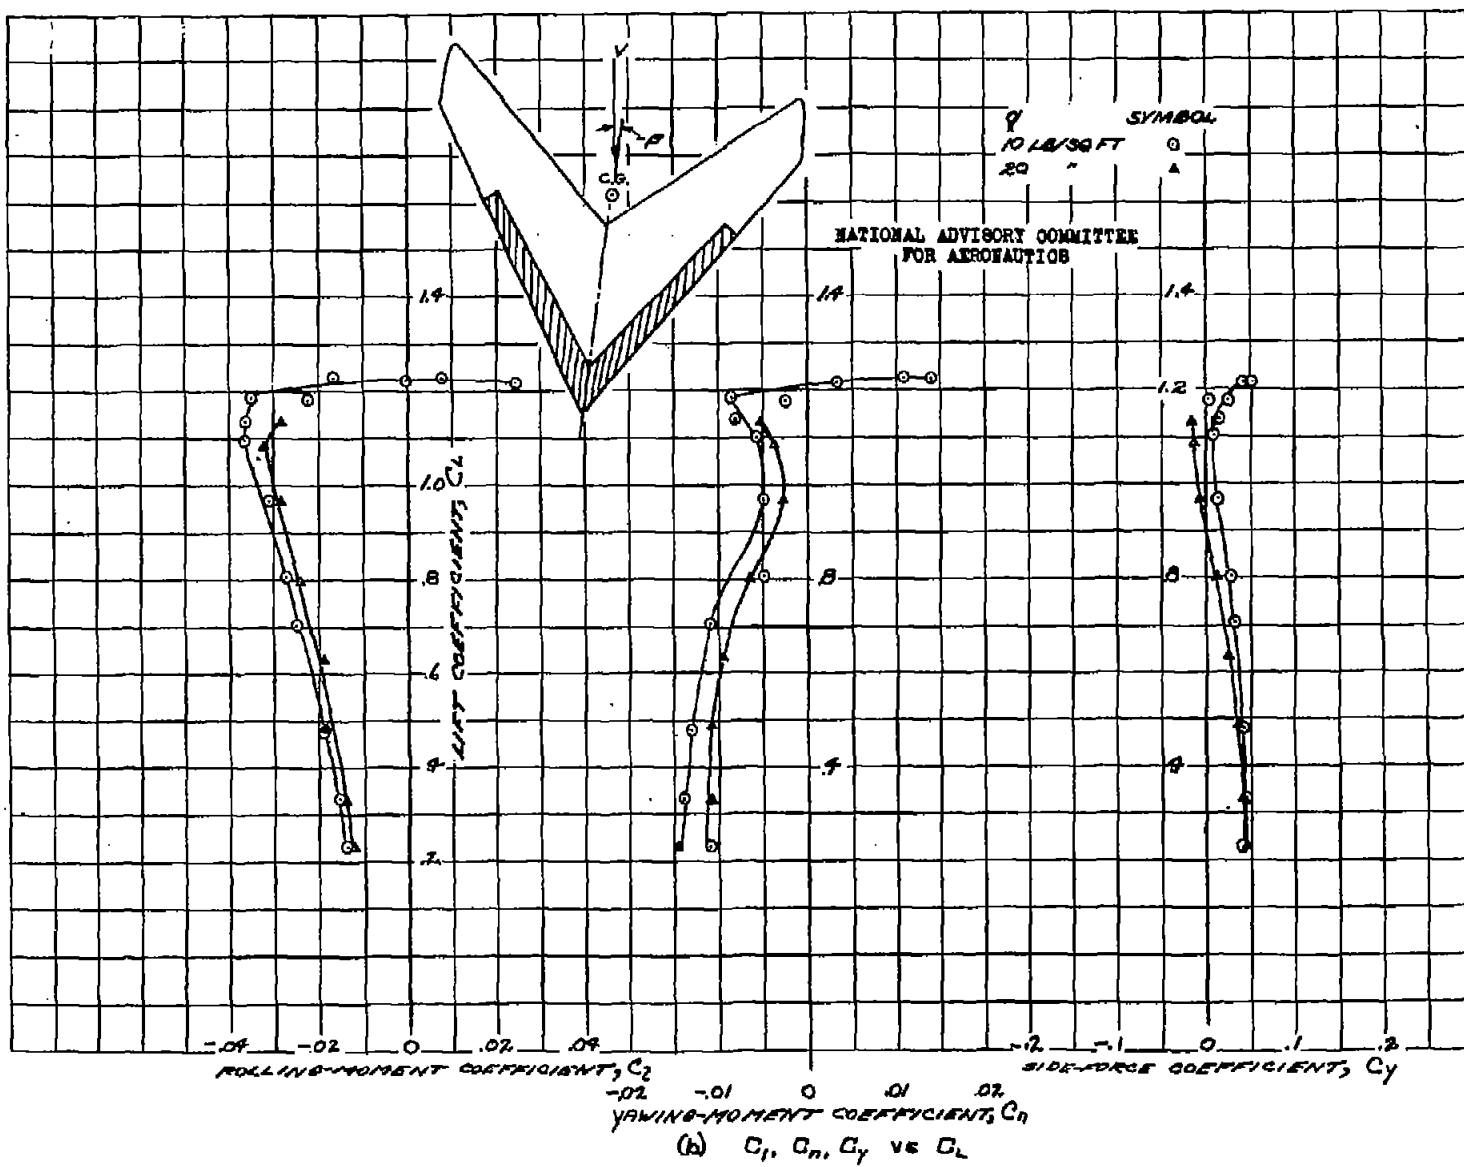 V
β
C.G.
q SYMBOL
10 LB/SQ FT ⊙
20 " ▲
NATIONAL ADVISORY COMMITTEE
FOR AERONAUTICS
1.4 1.4 1.4
1.2
1.0
.8 .8 .8
.6
.4 .4 .4
.2
LIFT COEFFICIENT, CL
-.04 -.02 0 .02 .04
ROLLING-MOMENT COEFFICIENT, Cl
-.02 -.01 0 .01 .02
YAWING-MOMENT COEFFICIENT, Cn
-.2 -.1 0 .1 .2
SIDE-FORCE COEFFICIENT, Cy
(b) Cl, Cn, Cy vs CL